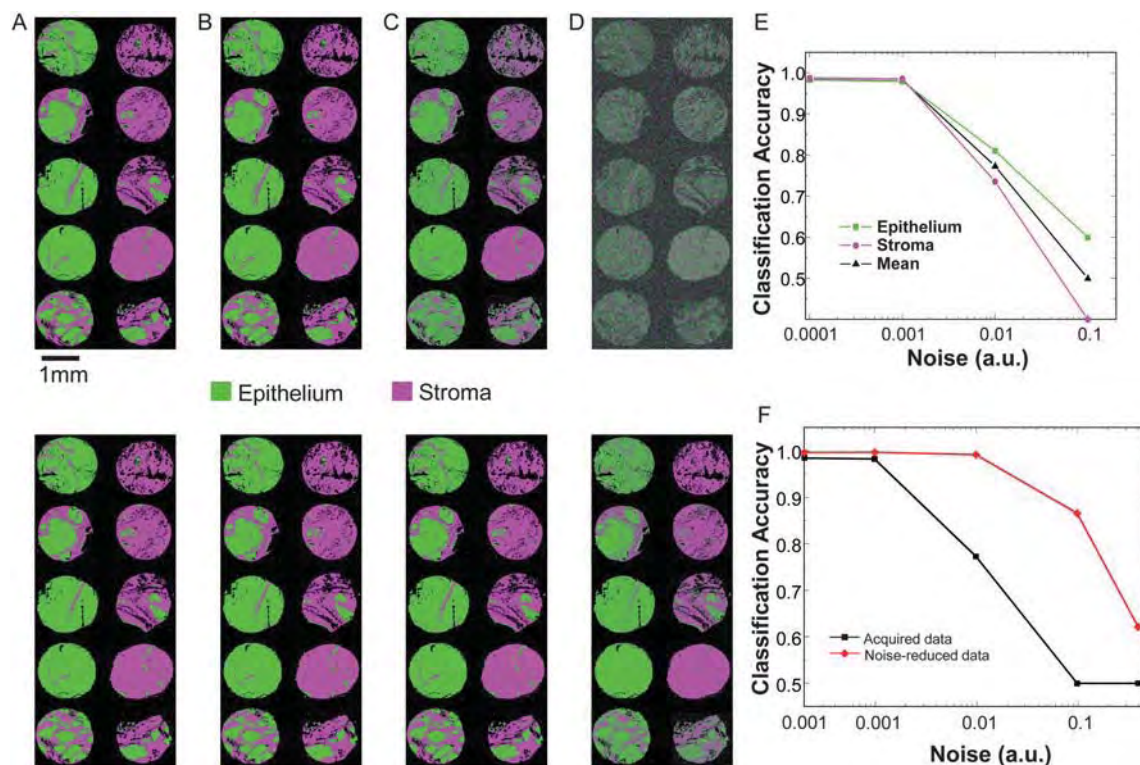 A
B
C
D
E
1mm
Epithelium
Stroma
Classification Accuracy
1.0
0.9
0.8
0.7
0.6
0.5
Epithelium
Stroma
Mean
0.0001
0.001
0.01
0.1
Noise (a.u.)
F
Classification Accuracy
1.0
0.9
0.8
0.7
0.6
0.5
Acquired data
Noise-reduced data
0.001
0.001
0.01
0.1
1
Noise (a.u.)